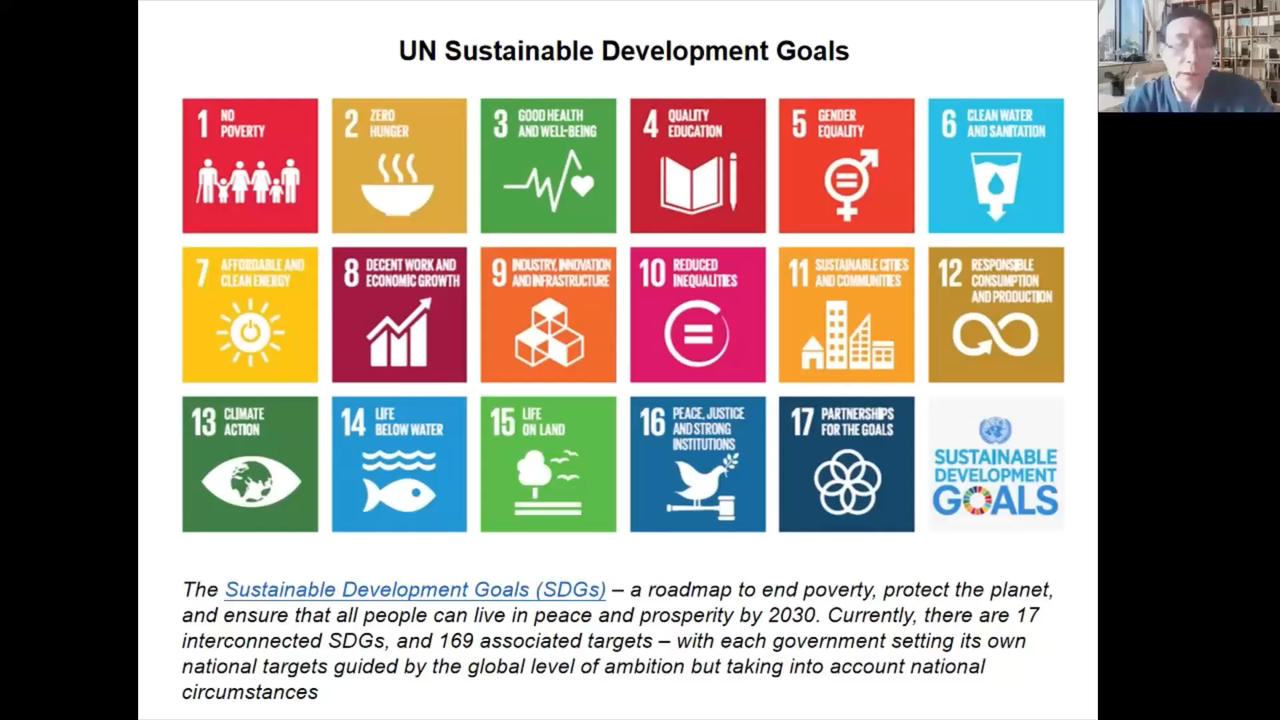 UN Sustainable Development Goals
1 NO
POVERTY
2 ZERO
HUNGER
3 GOOD HEALTH
AND WELL-BEING
4 QUALITY
EDUCATION
5 GENDER
EQUALITY
6 CLEAN WATER
AND SANITATION
7 AFFORDABLE AND
CLEAN ENERGY
8 DECENT WORK AND
ECONOMIC GROWTH
9 INDUSTRY, INNOVATION
AND INFRASTRUCTURE
10 REDUCED
INEQUALITIES
11 SUSTAINABLE CITIES
AND COMMUNITIES
12 RESPONSIBLE
CONSUMPTION
AND PRODUCTION
13 CLIMATE
ACTION
14 LIFE
BELOW WATER
15 LIFE
ON LAND
16 PEACE, JUSTICE
AND STRONG
INSTITUTIONS
17 PARTNERSHIPS
FOR THE GOALS
SUSTAINABLE
DEVELOPMENT
GOALS
The Sustainable Development Goals (SDGs) – a roadmap to end poverty, protect the planet,
and ensure that all people can live in peace and prosperity by 2030. Currently, there are 17
interconnected SDGs, and 169 associated targets – with each government setting its own
national targets guided by the global level of ambition but taking into account national
circumstances